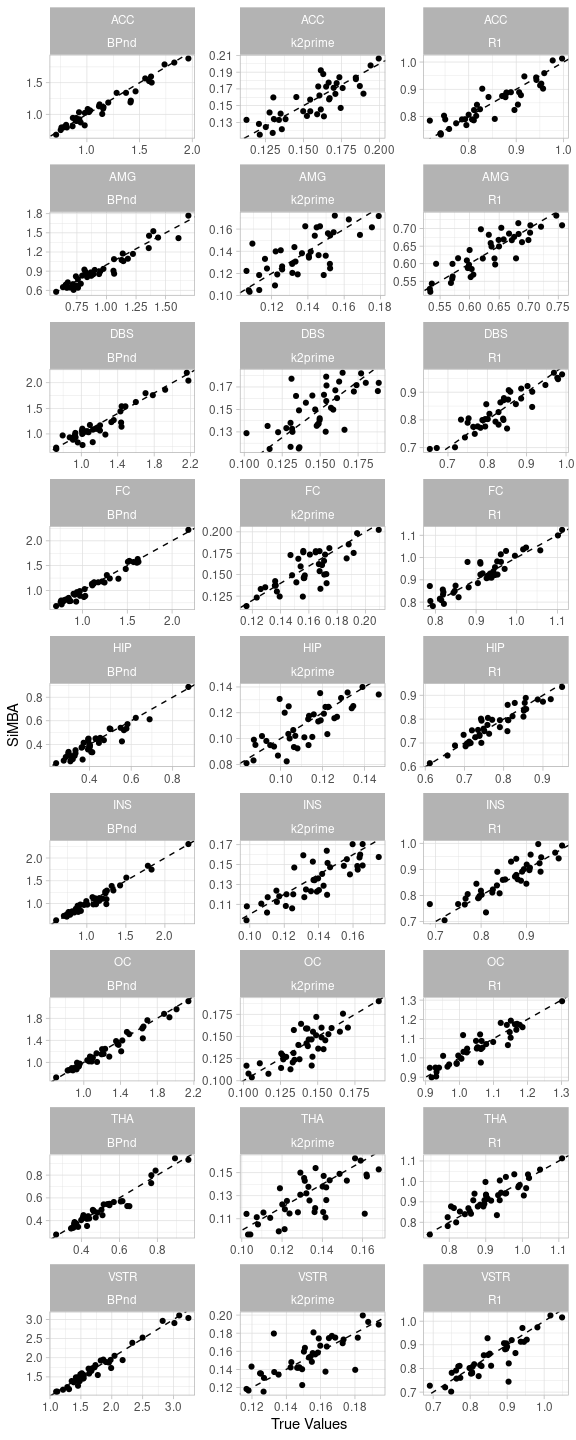 ACC ACC ACC
BPnd k2prime R1
1.5 1.0
0.21 0.19 0.17 0.15 0.13
1.0 0.9 0.8
1.0 1.5 2.0 0.125 0.150 0.175 0.200 0.8 0.9 1.0
AMG AMG AMG
BPnd k2prime R1
1.8 1.5 1.2 0.9 0.6
0.16 0.14 0.12 0.10
0.70 0.65 0.60 0.55
0.75 1.00 1.25 1.50 0.12 0.14 0.16 0.18 0.55 0.60 0.65 0.70 0.75
DBS DBS DBS
BPnd k2prime R1
2.0 1.5 1.0
0.17 0.15 0.13
0.9 0.8 0.7
1.0 1.4 1.8 2.2 0.100 0.125 0.150 0.175 0.7 0.8 0.9 1.0
FC FC FC
BPnd k2prime R1
2.0 1.5 1.0
0.200 0.175 0.150 0.125
1.1 1.0 0.9 0.8
1.0 1.5 2.0 0.12 0.14 0.16 0.18 0.20 0.8 0.9 1.0 1.1
HIP HIP HIP
BPnd k2prime R1
0.8 0.6 0.4
0.14 0.12 0.10 0.08
0.9 0.8 0.7 0.6
0.4 0.6 0.8 0.10 0.12 0.14 0.6 0.7 0.8 0.9
SiMBA
INS INS INS
BPnd k2prime R1
2.0 1.5 1.0
0.17 0.15 0.13 0.11
1.0 0.9 0.8 0.7
1.0 1.5 2.0 0.10 0.12 0.14 0.16 0.7 0.8 0.9
OC OC OC
BPnd k2prime R1
1.8 1.4 1.0
0.175 0.150 0.125 0.100
1.3 1.2 1.1 1.0 0.9
1.0 1.4 1.8 2.2 0.100 0.125 0.150 0.175 0.9 1.0 1.1 1.2 1.3
THA THA THA
BPnd k2prime R1
0.8 0.6 0.4
0.15 0.13 0.11
1.1 1.0 0.9 0.8
0.4 0.6 0.8 0.10 0.12 0.14 0.16 0.8 0.9 1.0 1.1
VSTR VSTR VSTR
BPnd k2prime R1
3.0 2.5 2.0 1.5
0.20 0.18 0.16 0.14 0.12
1.0 0.9 0.8 0.7
1.0 1.5 2.0 2.5 3.0 0.12 0.14 0.16 0.18 0.7 0.8 0.9 1.0
True Values